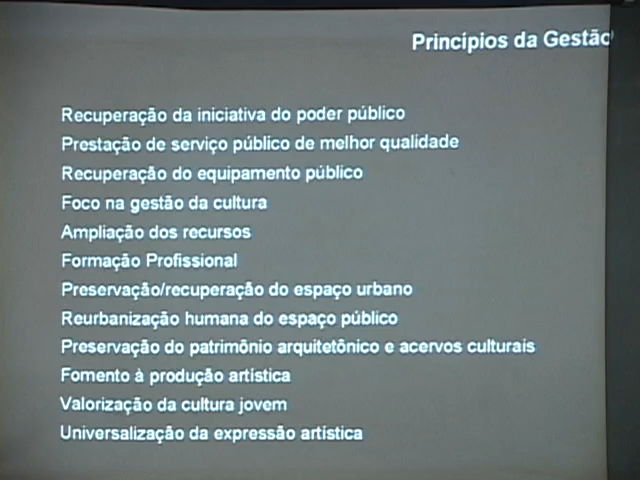 Princípios da Gestão
Recuperação da iniciativa do poder público
Prestação de serviço público de melhor qualidade
Recuperação do equipamento público
Foco na gestão da cultura
Ampliação dos recursos
Formação Profissional
Preservação/recuperação do espaço urbano
Reurbanização humana do espaço público
Preservação do patrimônio arquitetônico e acervos culturais
Fomento à produção artística
Valorização da cultura jovem
Universalização da expressão artística